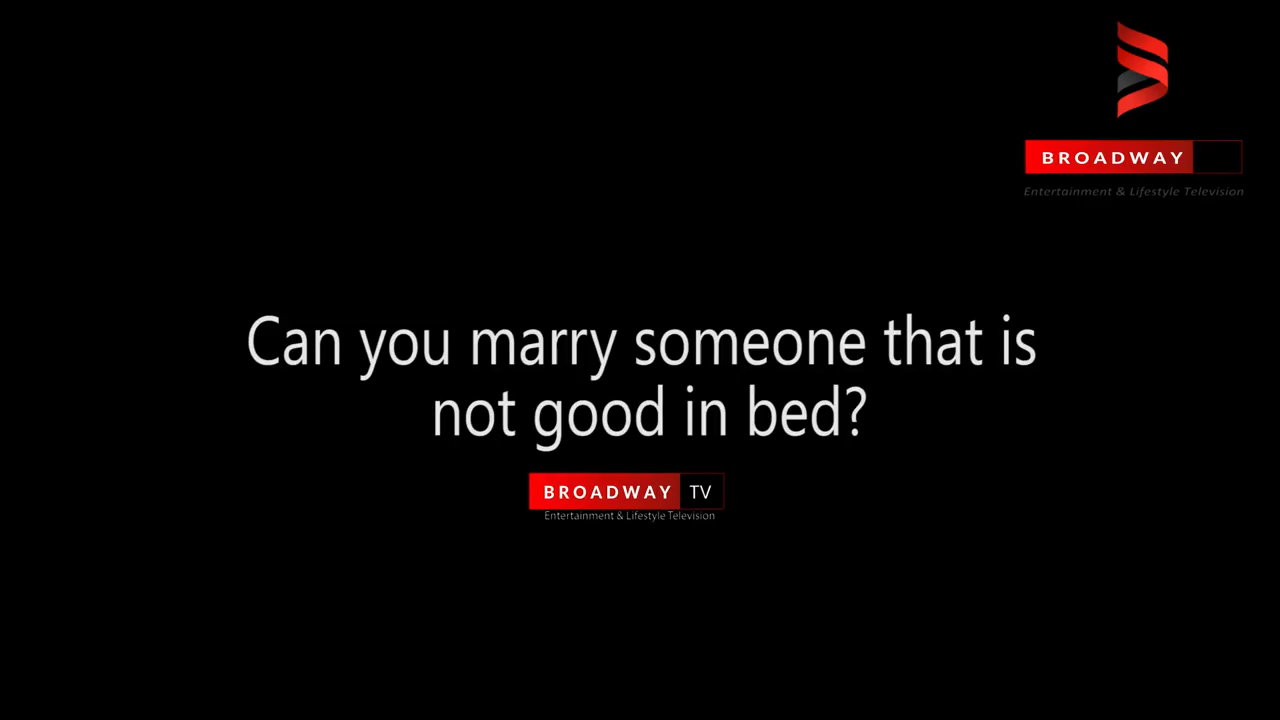 BROADWAY
Entertainment & Lifestyle Television
Can you marry someone that is
not good in bed?
BROADWAY TV
Entertainment & Lifestyle Television